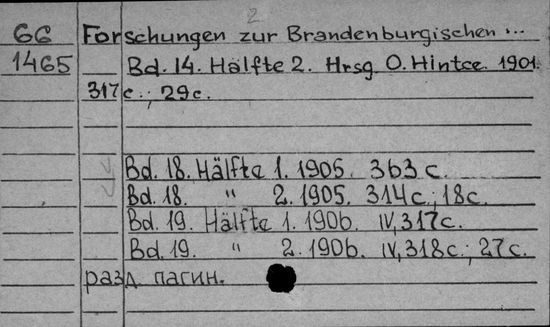 2
GG Forschungen zur Brandenburgischen ...
1465 Bd. 14. Hälfte 2. Hrsg. O. Hintce. 1901.
317 c.; 29 c.
Bd. 18. Hälfte 1. 1905. 363 c.
Bd. 18. " 2. 1905. 314 c.; 18 c.
Bd. 19. Hälfte 1. 1906. IV, 317 c.
Bd. 19. " 2. 1906. IV, 318 c.; 27 c.
разд. пагин.